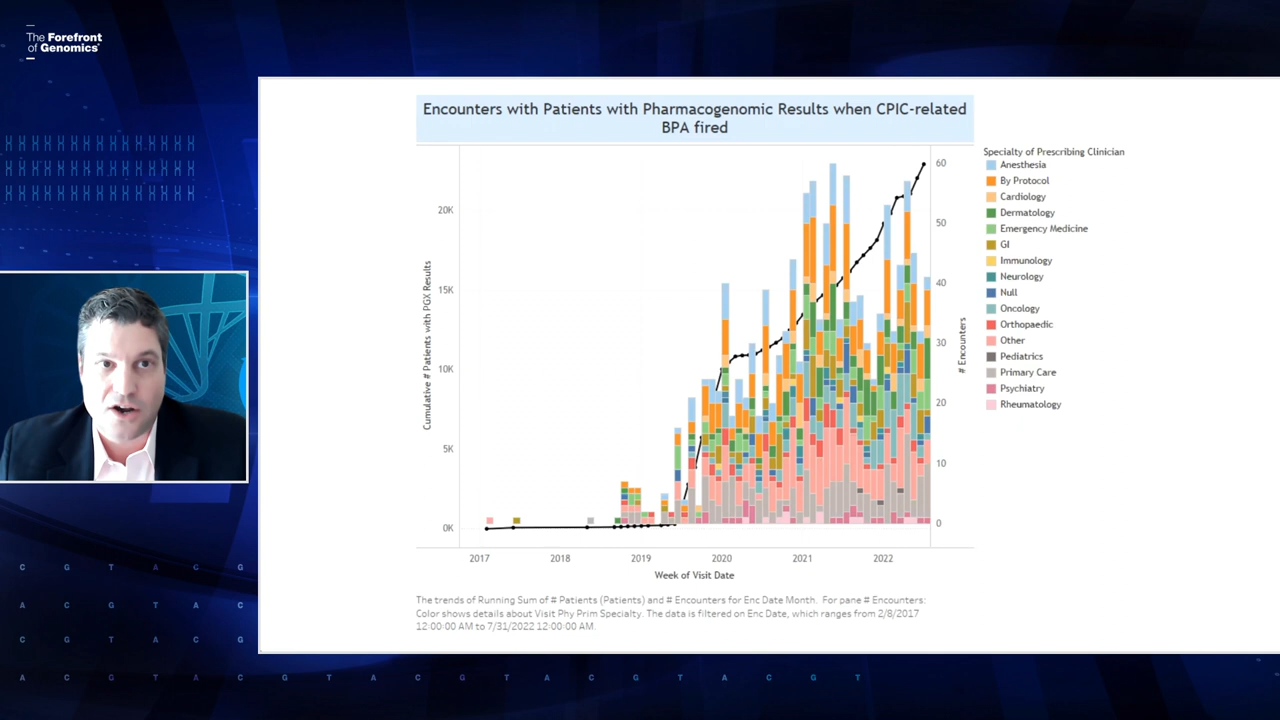 The Forefront
of Genomics®
Encounters with Patients with Pharmacogenomic Results when CPIC-related
BPA fired
Specialty of Prescribing Clinician
Anesthesia
By Protocol
Cardiology
Dermatology
Emergency Medicine
GI
Immunology
Neurology
Null
Oncology
Orthopaedic
Other
Pediatrics
Primary Care
Psychiatry
Rheumatology
Cumulative # Patients with PGX Results
20K
15K
10K
5K
0K
60
50
40
30
20
10
0
# Encounters
2017 2018 2019 2020 2021 2022
Week of Visit Date
The trends of Running Sum of # Patients (Patients) and # Encounters for Enc Date Month. For pane # Encounters:
Color shows details about Visit Phy Prim Specialty. The data is filtered on Enc Date, which ranges from 2/8/2017
12:00:00 AM to 7/31/2022 12:00:00 AM.
C G T A C G
A C G T A C
C G T A C G
A C G T A C G T A C G T A C G T A C G T